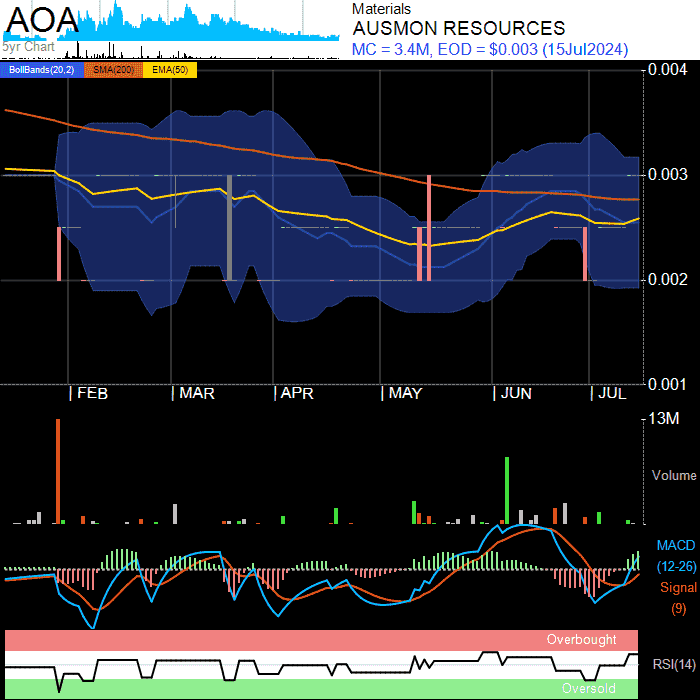 AOA
5yr Chart
Materials
AUSMON RESOURCES
MC = 3.4M, EOD = $0.003 (15Jul2024)
BollBands(20,2) SMA(200) EMA(50)
0.004
0.003
0.002
0.001
FEB MAR APR MAY JUN JUL
13M
Volume
MACD
(12-26)
Signal
(9)
Overbought
RSI(14)
Oversold